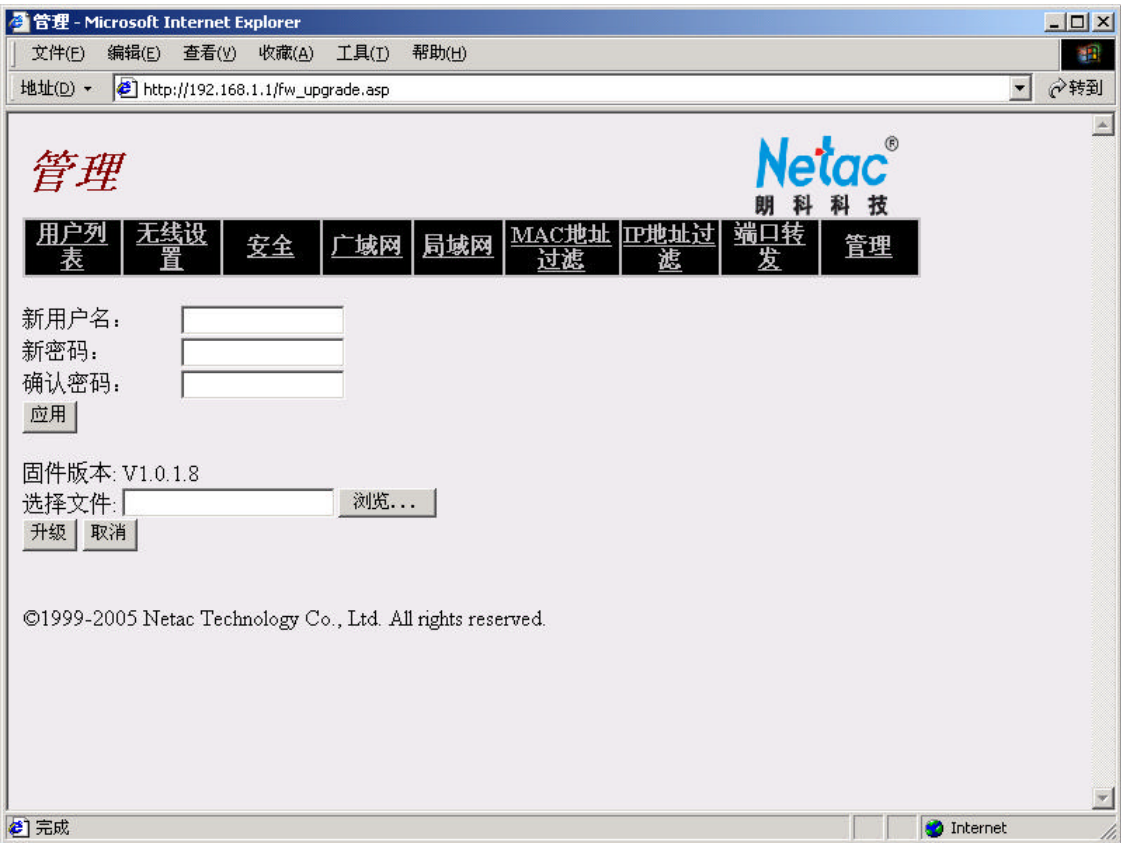 管理 - Microsoft Internet Explorer
文件(F) 编辑(E) 查看(V) 收藏(A) 工具(T) 帮助(H)
地址(D) http://192.168.1.1/fw_upgrade.asp 转到
管理
Netac®
朗科科技
用户列表 无线设置 安全 广域网 局域网 MAC地址过滤 IP地址过滤 端口转发 管理
新用户名：
新密码：
确认密码：
应用
固件版本: V1.0.1.8
选择文件: 浏览...
升级 取消
©1999-2005 Netac Technology Co., Ltd. All rights reserved.
完成 Internet